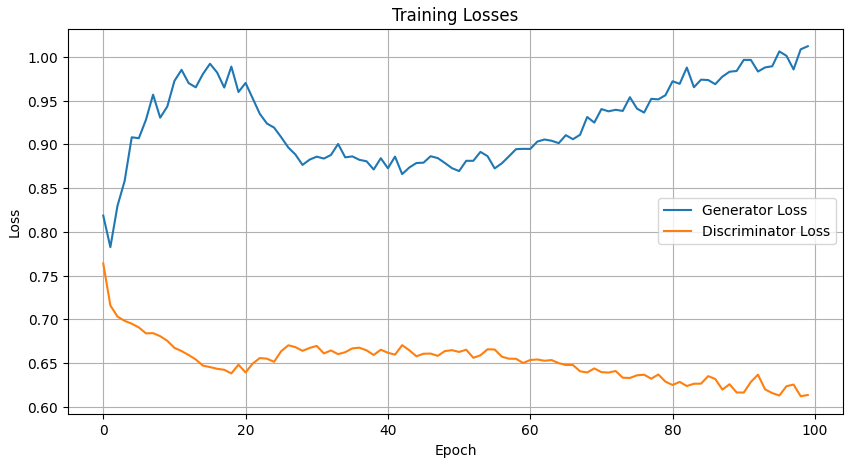 Training Losses
1.00
0.95
0.90
0.85
0.80
0.75
0.70
0.65
0.60
Loss
Generator Loss
Discriminator Loss
0 20 40 60 80 100
Epoch